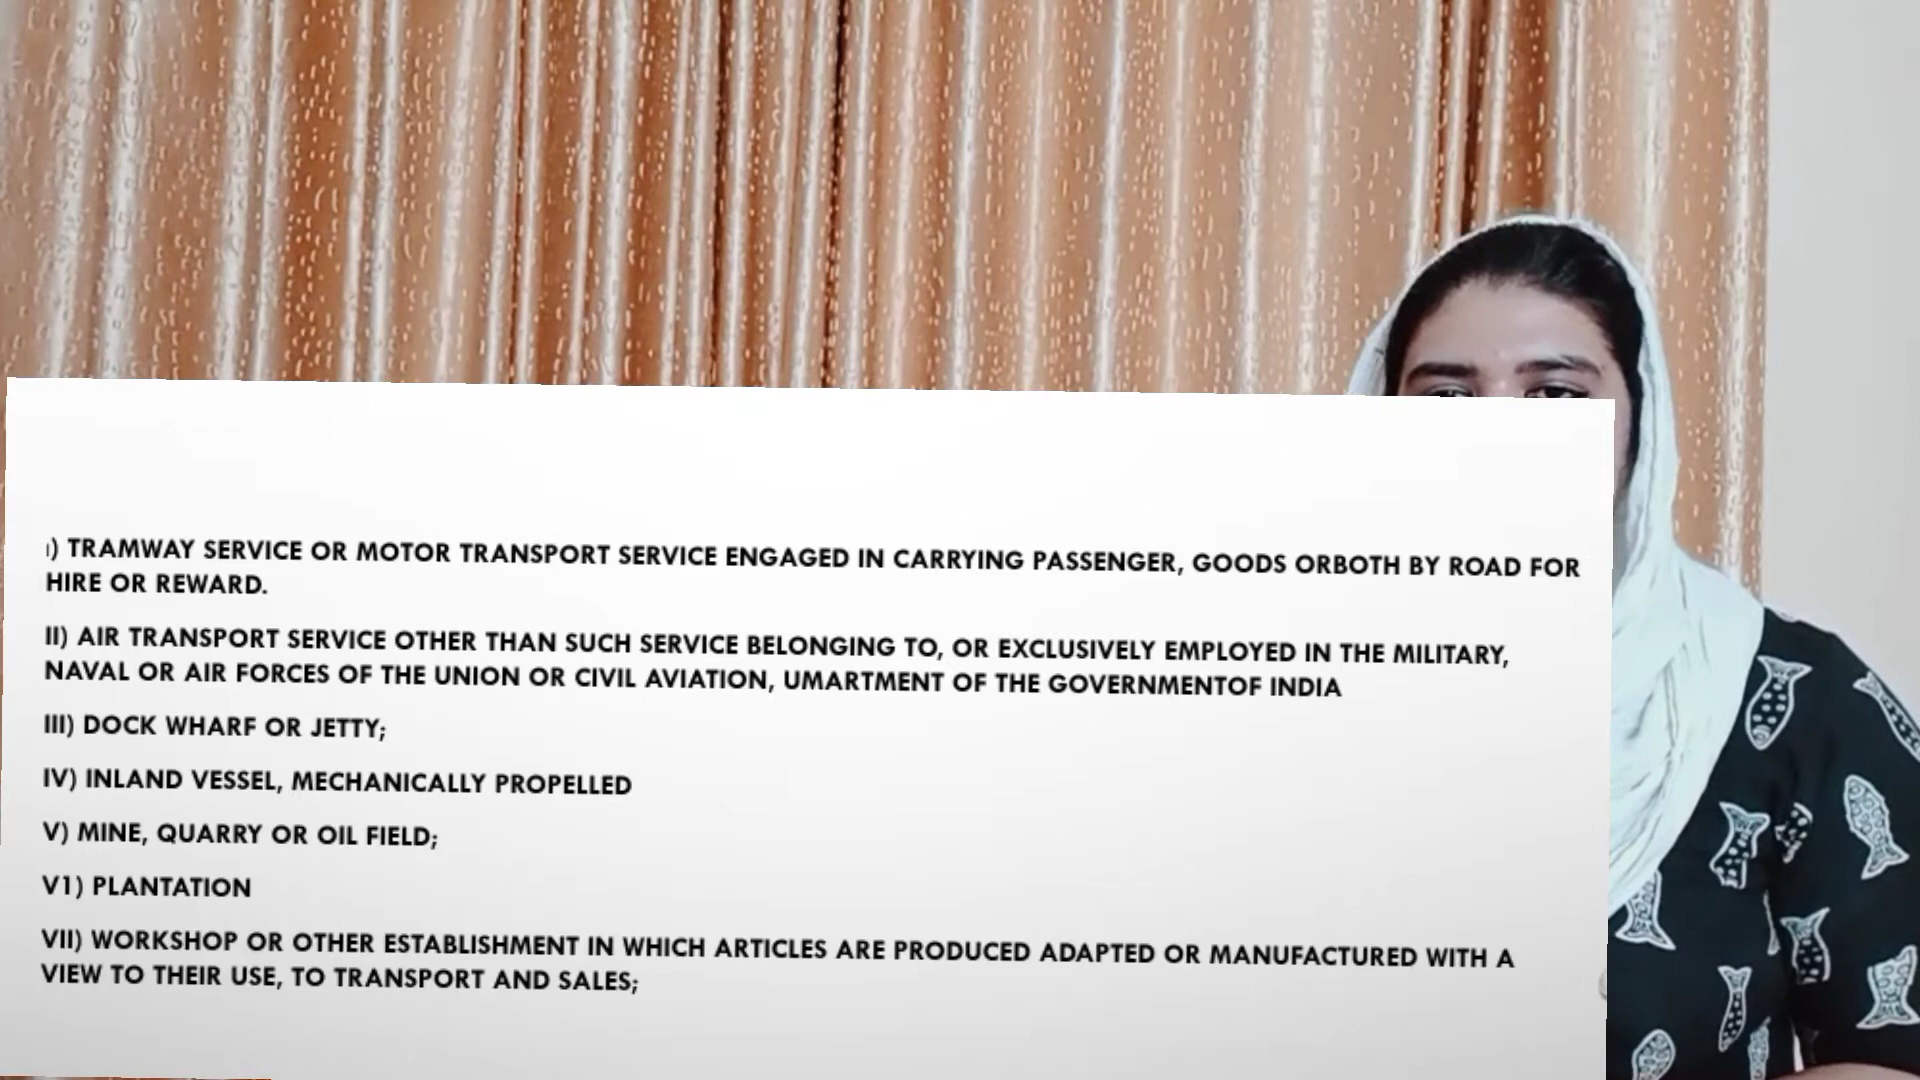 I) TRAMWAY SERVICE OR MOTOR TRANSPORT SERVICE ENGAGED IN CARRYING PASSENGER, GOODS ORBOTH BY ROAD FOR
HIRE OR REWARD.
II) AIR TRANSPORT SERVICE OTHER THAN SUCH SERVICE BELONGING TO, OR EXCLUSIVELY EMPLOYED IN THE MILITARY,
NAVAL OR AIR FORCES OF THE UNION OR CIVIL AVIATION, UMARTMENT OF THE GOVERNMENTOF INDIA
III) DOCK WHARF OR JETTY;
IV) INLAND VESSEL, MECHANICALLY PROPELLED
V) MINE, QUARRY OR OIL FIELD;
V1) PLANTATION
VII) WORKSHOP OR OTHER ESTABLISHMENT IN WHICH ARTICLES ARE PRODUCED ADAPTED OR MANUFACTURED WITH A
VIEW TO THEIR USE, TO TRANSPORT AND SALES;